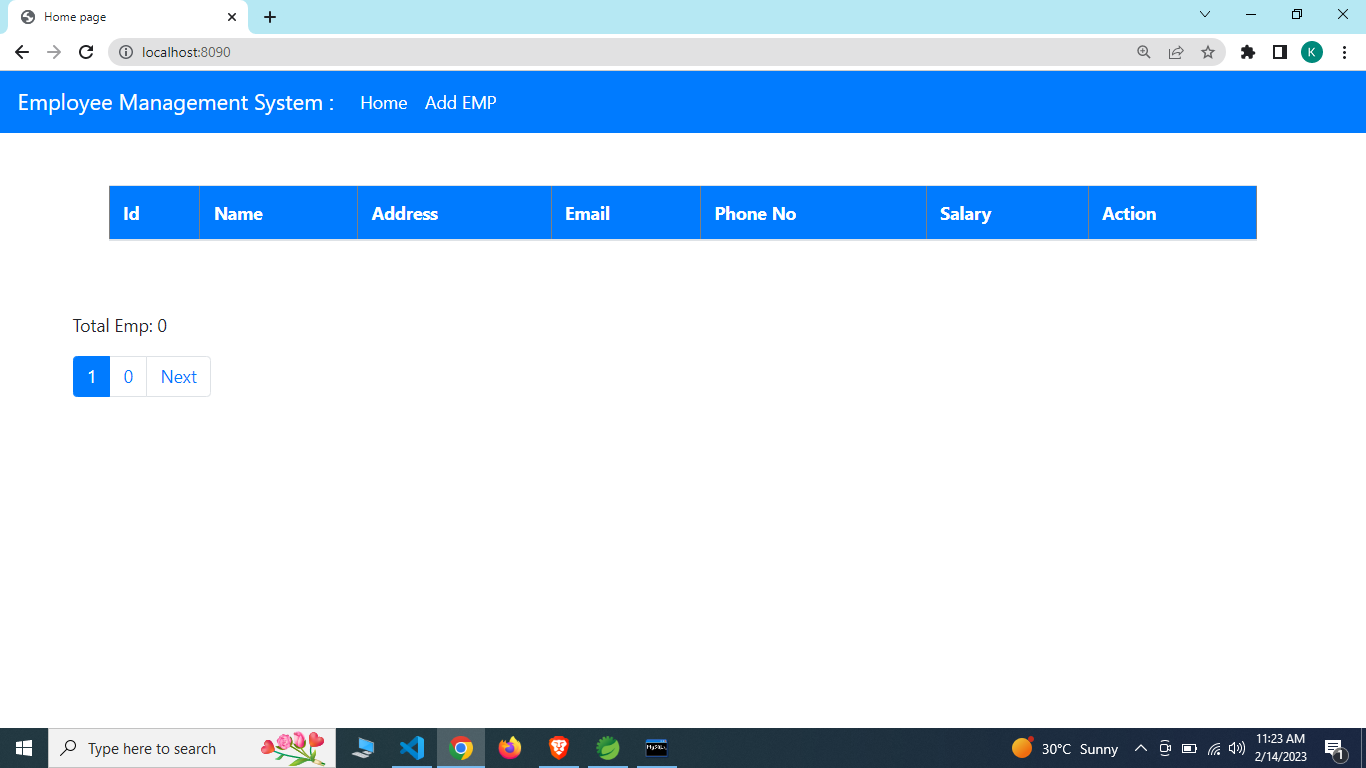 Home page
localhost:8090
K
Employee Management System : Home Add EMP
Id Name Address Email Phone No Salary Action
Total Emp: 0
1 0 Next
Type here to search
MySQL
30°C Sunny
11:23 AM
2/14/2023
1